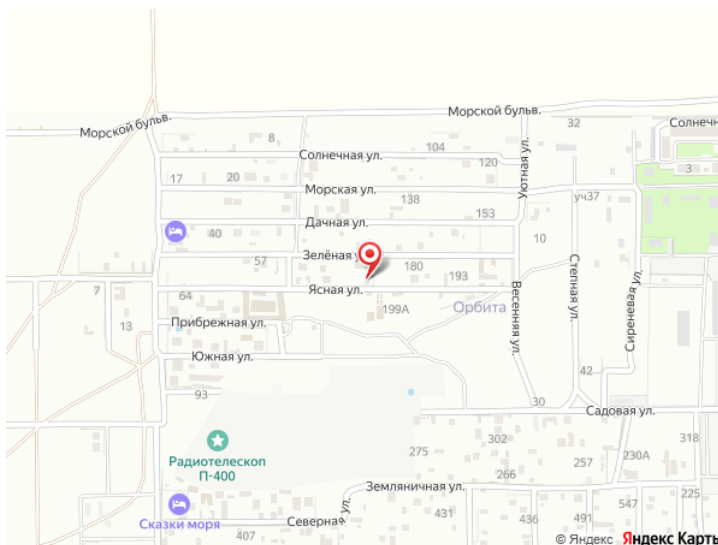 Морской бульв.
Морской бульв.
32
Солнечн
8
Солнечная ул.
104
120
Уютная ул.
3
17
20
Морская ул.
138
уч37
Дачная ул.
153
40
10
Зелёная у
57
180
193
Степная ул.
Сиреневая ул.
7
64
Ясная ул.
199А
Орбита
Весенняя ул.
13
Прибрежная ул.
Южная ул.
42
93
30
Садовая ул.
302
318
275
Радиотелескоп
П-400
257
230А
266
Земляничная ул.
225
Сказки моря
547
431
436
491
407
Северная ул.
© Яндекс Яндекс Карты